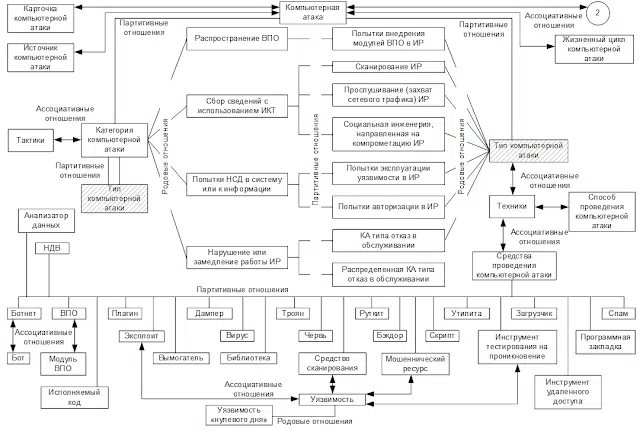 Карточка
компьютерной
атаки
Компьютерная
атака
2
Партитивные
отношения
Партитивные
отношения
Ассоциативные
отношения
Источник
компьютерной
атаки
Жизненный цикл
компьютерной
атаки
Распространение ВПО
Попытки внедрения
модулей ВПО в ИР
Сканирование ИР
Сбор сведений с
использованием ИКТ
Прослушивание (захват
сетевого трафика) ИР
Социальная инженерия,
направленная на
компрометацию ИР
Попытки НСД в систему
или к информации
Попытки эксплуатации
уязвимости в ИР
Попытки авторизации в ИР
Нарушение или
замедление работы ИР
КА типа отказ в
обслуживании
Распределенная КА типа
отказ в обслуживании
Родовые отношения
Партитивные отношения
Родовые отношения
Ассоциативные
отношения
Тактики
Категория
компьютерной
атаки
Партитивные
отношения
Тип
компьютерной
атаки
Тип компьютерной
атаки
Ассоциативные
отношения
Техники
Способ
проведения
компьютерной
атаки
Ассоциативные
отношения
Средства
проведения
компьютерной атаки
Анализатор
данных
НДВ
Партитивные отношения
Ботнет
ВПО
Плагин
Дампер
Троян
Руткит
Утилита
Загрузчик
Спам
Ассоциативные
отношения
Эксплоит
Вирус
Червь
Бэкдор
Скрипт
Инструмент
тестирования на
проникновение
Программная
закладка
Бот
Модуль
ВПО
Вымогатель
Библиотека
Средство
сканирования
Мошеннический
ресурс
Исполняемый
код
Ассоциативные
отношения
Инструмент
удаленного
доступа
Уязвимость
Уязвимость
«нулевого дня»
Родовые отношения